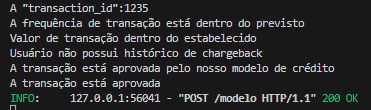 A "transaction_id":1235
A frequência de transação está dentro do previsto
Valor de transação dentro do estabelecido
Usuário não possui histórico de chargeback
A transação está aprovada pelo nosso modelo de crédito
A transação está aprovada
INFO:     127.0.0.1:56041 - "POST /modelo HTTP/1.1" 200 OK